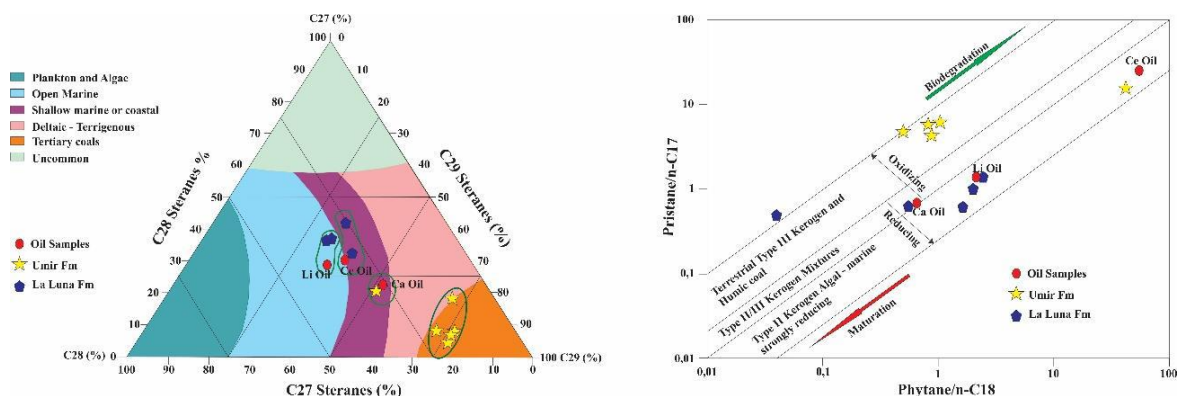 C27 (%)
100 0
Plankton and Algae
Open Marine
Shallow marine or coastal
Deltaic - Terrigenous
Tertiary coals
Uncommon
90 10
80 20
70 30
60 40
50 50
40 60
30 70
20 80
10 90
C28 Steranes %
C29 Steranes (%)
Oil Samples
Umir Fm
La Luna Fm
Li Oil
Ce Oil
Ca Oil
C28 (%) 0
100 C29 (%)
100 90 80 70 60 50 40 30 20 10 0
C27 Steranes (%)
Pristane/n-C17
100
10
1
0,1
0,01
Biodegradation
Ce Oil
Oxidizing
Li Oil
Ca Oil
Reducing
Terrestrial Type III Kerogen and
Humic coal
Type II/III Kerogen Mixtures
Type II Kerogen Algal - marine
strongly reducing
Maturation
Oil Samples
Umir Fm
La Luna Fm
0,01 0,1 1 10 100
Phytane/n-C18